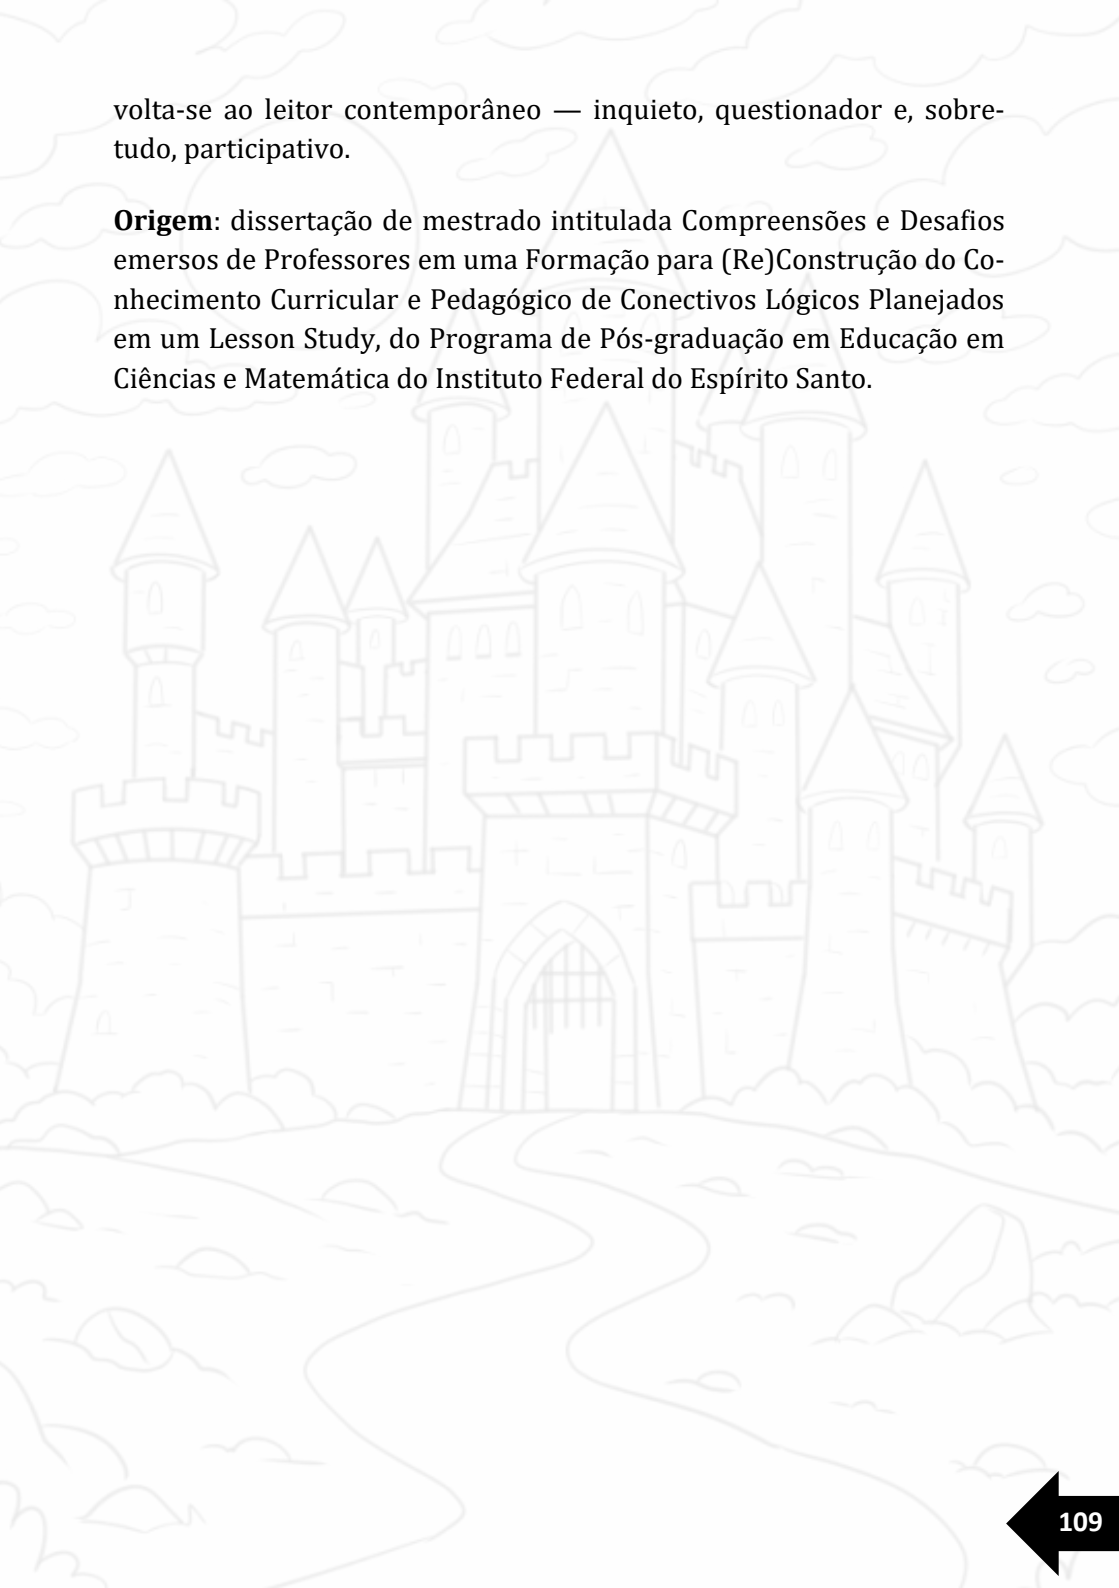 volta-se ao leitor contemporâneo — inquieto, questionador e, sobre-
tudo, participativo.
Origem: dissertação de mestrado intitulada Compreensões e Desafios
emersos de Professores em uma Formação para (Re)Construção do Co-
nhecimento Curricular e Pedagógico de Conectivos Lógicos Planejados
em um Lesson Study, do Programa de Pós-graduação em Educação em
Ciências e Matemática do Instituto Federal do Espírito Santo.
109